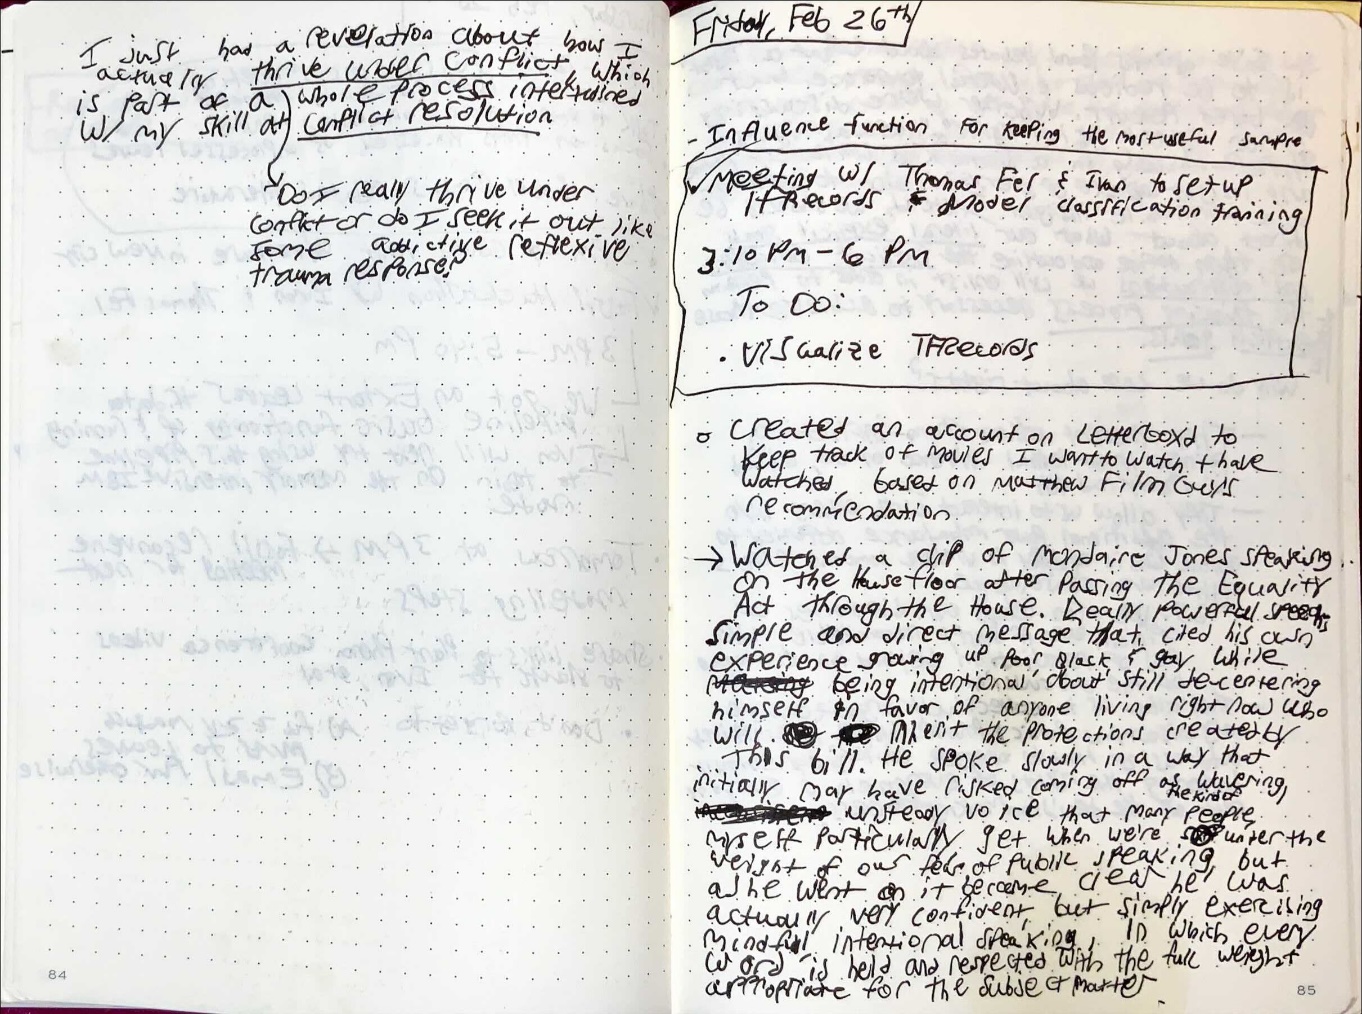 I just had a revelation about how I
actually thrive under conflict, which
is part of a whole process intertwined
w/ my skill at conflict resolution
Do I really thrive under
conflict or do I seek it out like
some addictive reflexive
trauma response?
84
Friday, Feb 26th
- Influence function for keeping the most useful sample
Meeting w/ Thomas Fel & Ivan to set up
TFRecords & Model classification training
3:10 PM - 6 PM
To Do:
• Visualize TFRecords
o Created an account on Letterboxd to
keep track of movies I want to watch + have
watched, based on Matthew Film Guy's
recommendation
→ Watched a clip of Mondaire Jones speaking
on the House floor after passing the Equality
Act through the House. Really powerful speech,
simple and direct message that cited his own
experience growing up poor Black & gay while
being intentional about still de-centering
himself in favor of anyone living right now who
will inherit the protections created by
this bill. He spoke slowly in a way that
initially may have risked coming off as wavering,
unsteady voice the kind of that many people,
myself particularly get when we're under the
weight of our fear of public speaking, but
as he went on it became clear he was
actually very confident, but simply exercising
mindful intentional speaking, in which every
word is held and respected with the full weight
appropriate for the subject matter.
85